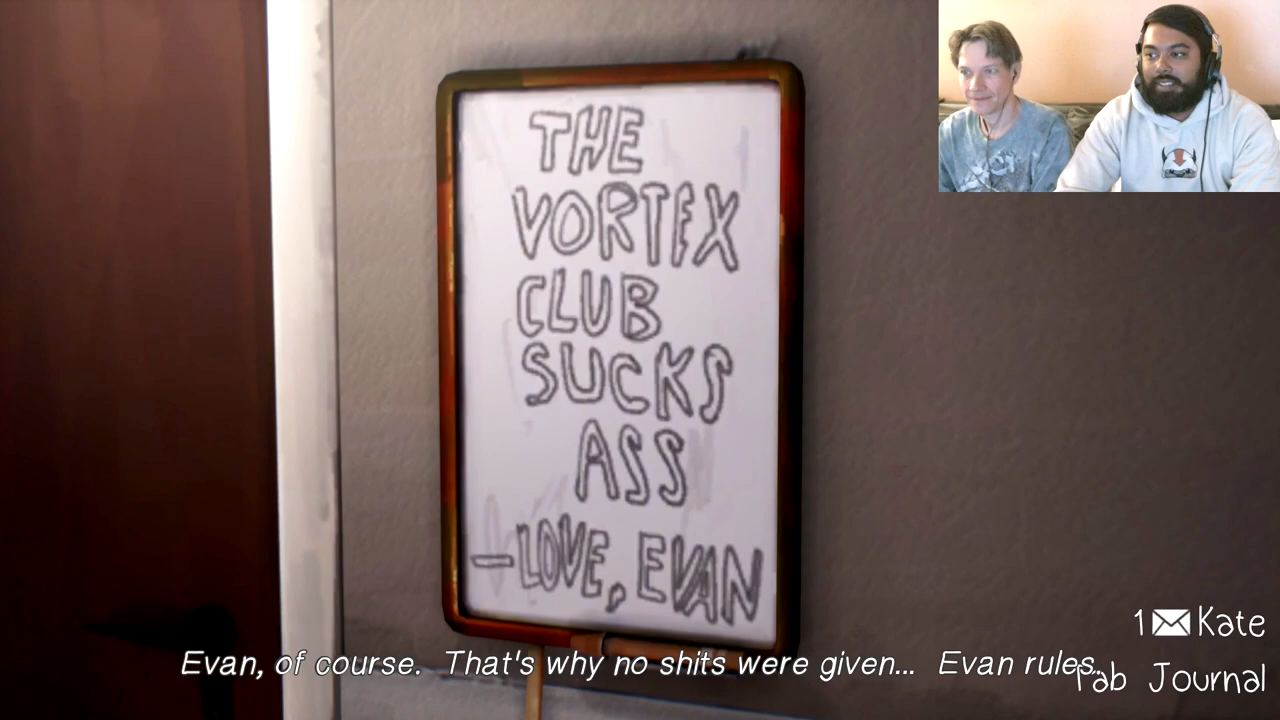 THE
VORTEX
CLUB
SUCKS
ASS
—LOVE, EVAN
1 Kate
Evan, of course. That's why no shits were given... Evan rules.
Tab Journal